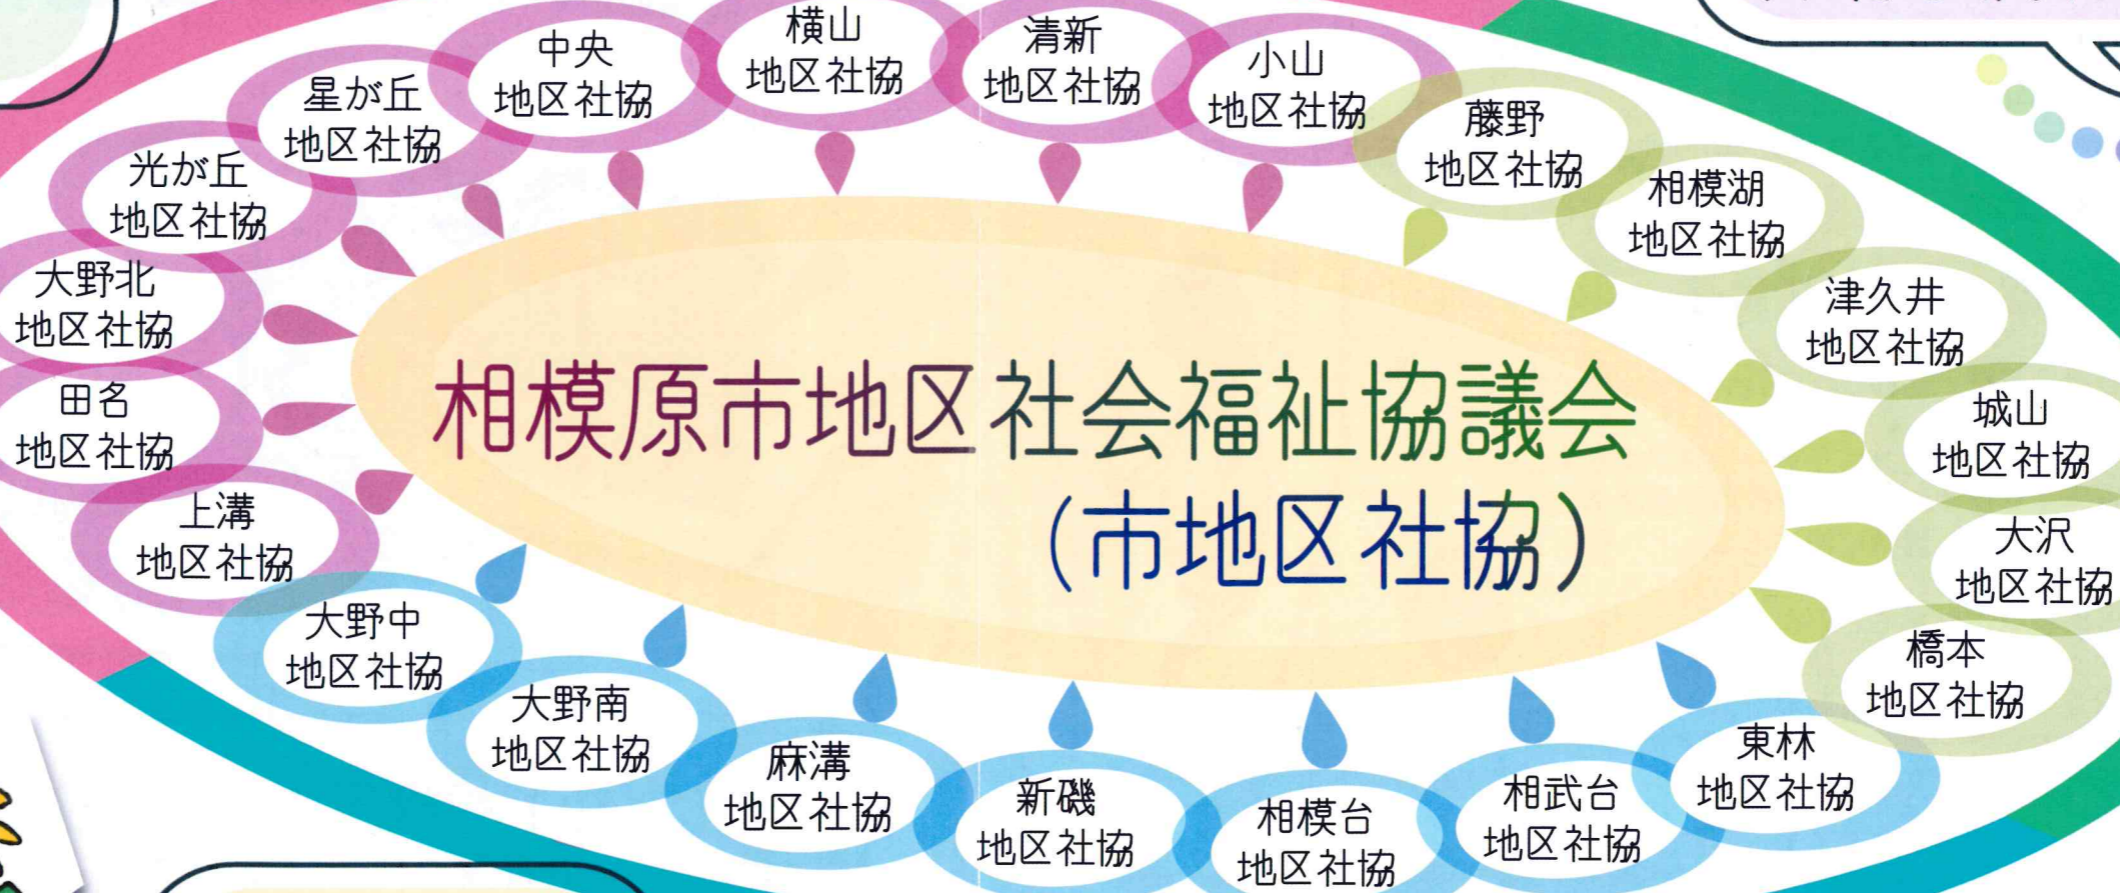 横山
地区社協
清新
地区社協
小山
地区社協
藤野
地区社協
相模湖
地区社協
津久井
地区社協
城山
地区社協
大沢
地区社協
橋本
地区社協
東林
地区社協
相武台
地区社協
相模台
地区社協
新磯
地区社協
麻溝
地区社協
大野南
地区社協
大野中
地区社協
上溝
地区社協
田名
地区社協
大野北
地区社協
光が丘
地区社協
星が丘
地区社協
中央
地区社協
相模原市地区社会福祉協議会
(市地区社協)